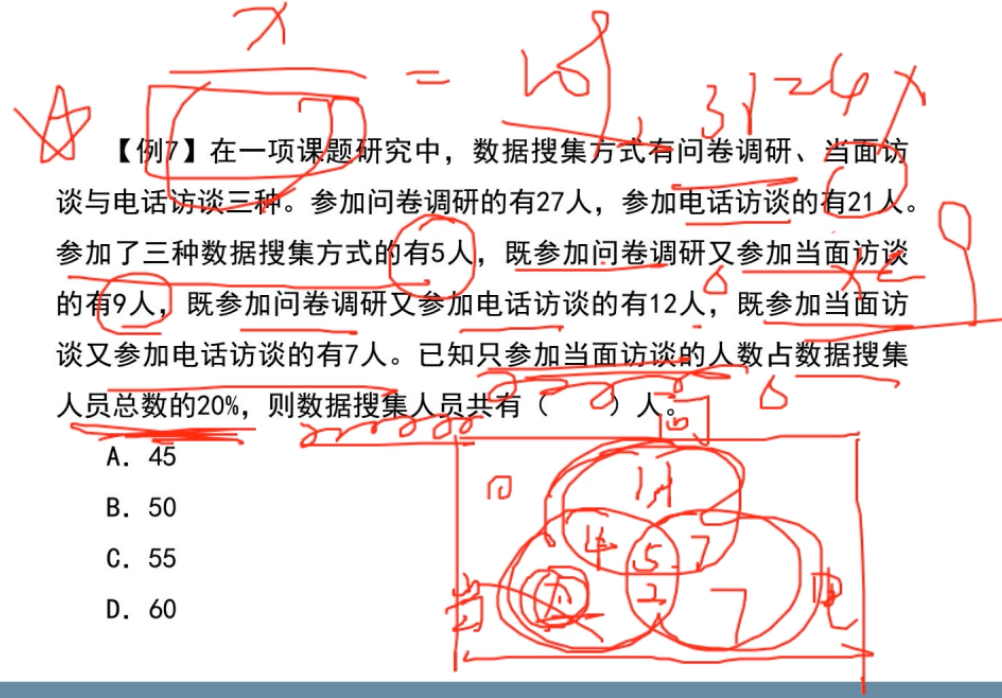 x
= 20% , 31=4x
【例7】在一项课题研究中，数据搜集方式有问卷调研、当面访
谈与电话访谈三种。参加问卷调研的有27人，参加电话访谈的有21人。
参加了三种数据搜集方式的有5人，既参加问卷调研又参加当面访谈
的有9人，既参加问卷调研又参加电话访谈的有12人，既参加当面访
谈又参加电话访谈的有7人。已知只参加当面访谈的人数占数据搜集
人员总数的20%，则数据搜集人员共有（ ）人。
A. 45
B. 50
C. 55
D. 60
问
11
4 5 7
当 2 7 电